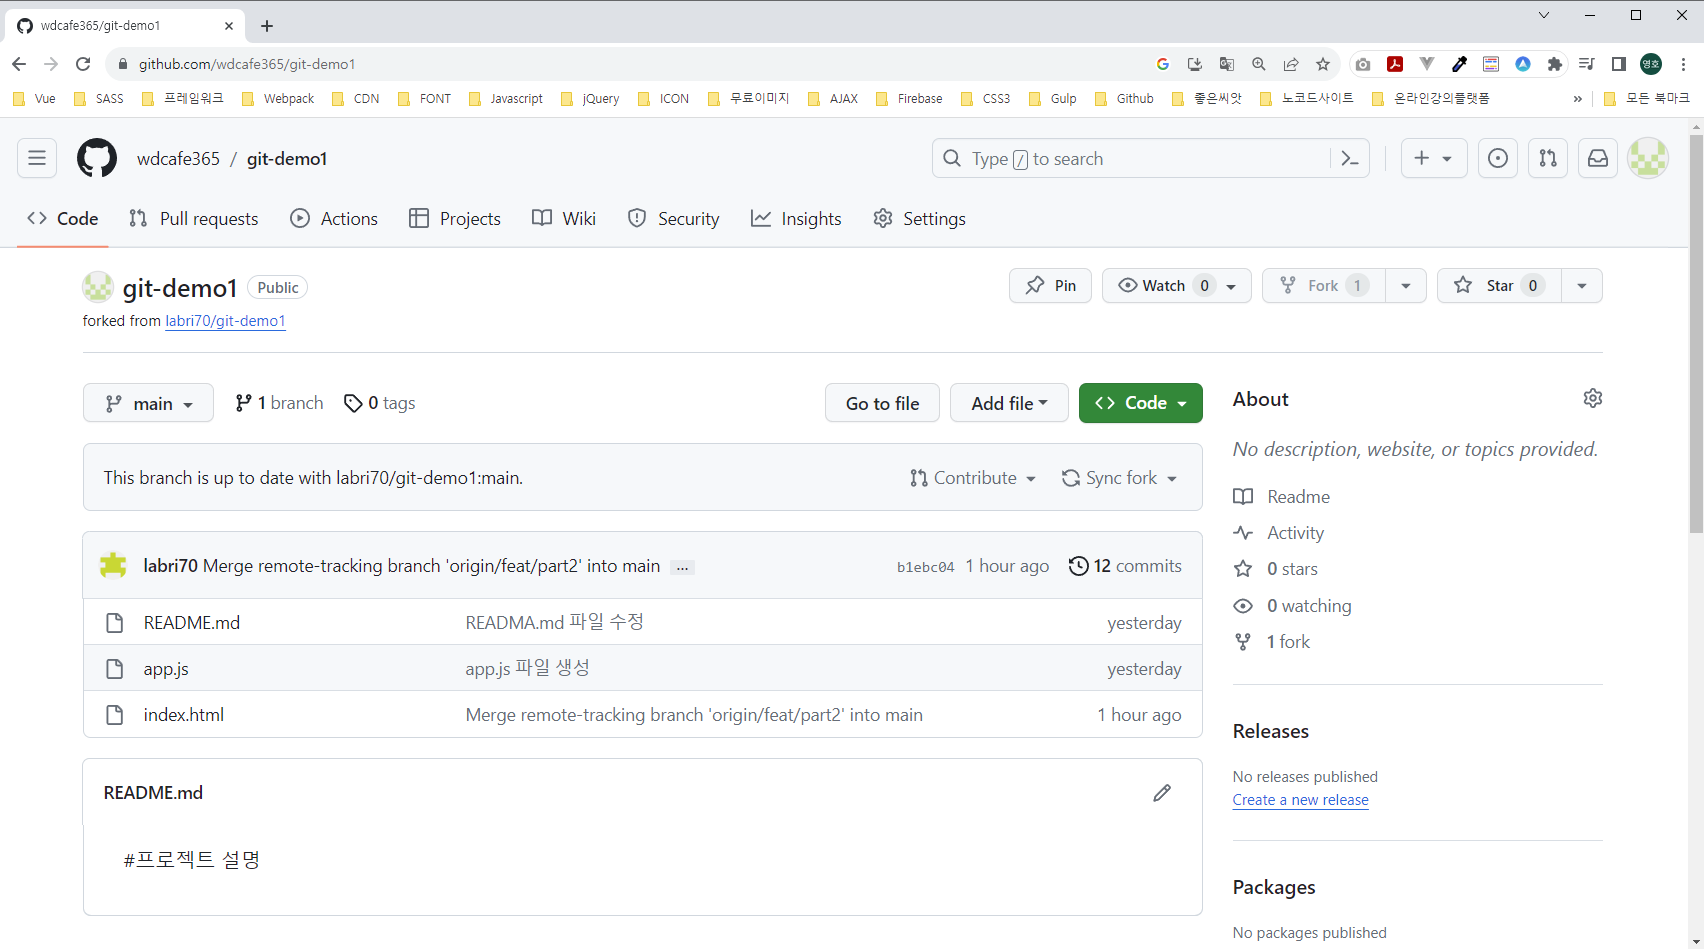 wdcafe365/git-demo1
github.com/wdcafe365/git-demo1
영호
Vue SASS 프레임워크 Webpack CDN FONT Javascript jQuery ICON 무료이미지 AJAX Firebase CSS3 Gulp Github 좋은씨앗 노코드사이트 온라인강의플랫폼 » 모든 북마크
wdcafe365 / git-demo1 Type / to search
Code Pull requests Actions Projects Wiki Security Insights Settings
git-demo1 Public Pin Watch 0 Fork 1 Star 0
forked from labri70/git-demo1
main 1 branch 0 tags Go to file Add file Code
This branch is up to date with labri70/git-demo1:main. Contribute Sync fork
labri70 Merge remote-tracking branch 'origin/feat/part2' into main ... b1ebc04 1 hour ago 12 commits
README.md READMA.md 파일 수정 yesterday
app.js app.js 파일 생성 yesterday
index.html Merge remote-tracking branch 'origin/feat/part2' into main 1 hour ago
README.md
#프로젝트 설명
About
No description, website, or topics provided.
Readme
Activity
0 stars
0 watching
1 fork
Releases
No releases published
Create a new release
Packages
No packages published